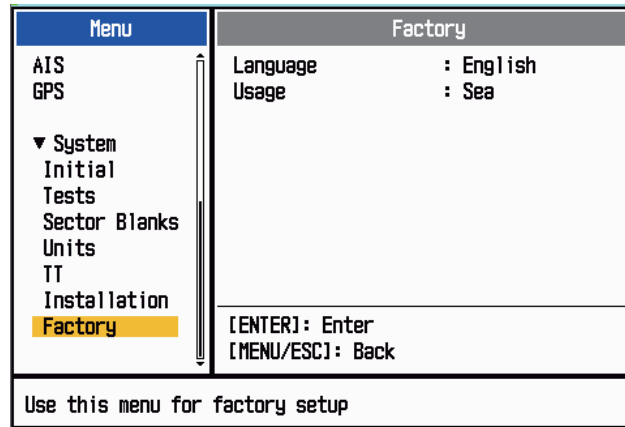 Menu
AIS
GPS
▼ System
Initial
Tests
Sector Blanks
Units
TT
Installation
Factory
Factory
Language : English
Usage : Sea
[ENTER]: Enter
[MENU/ESC]: Back
Use this menu for factory setup